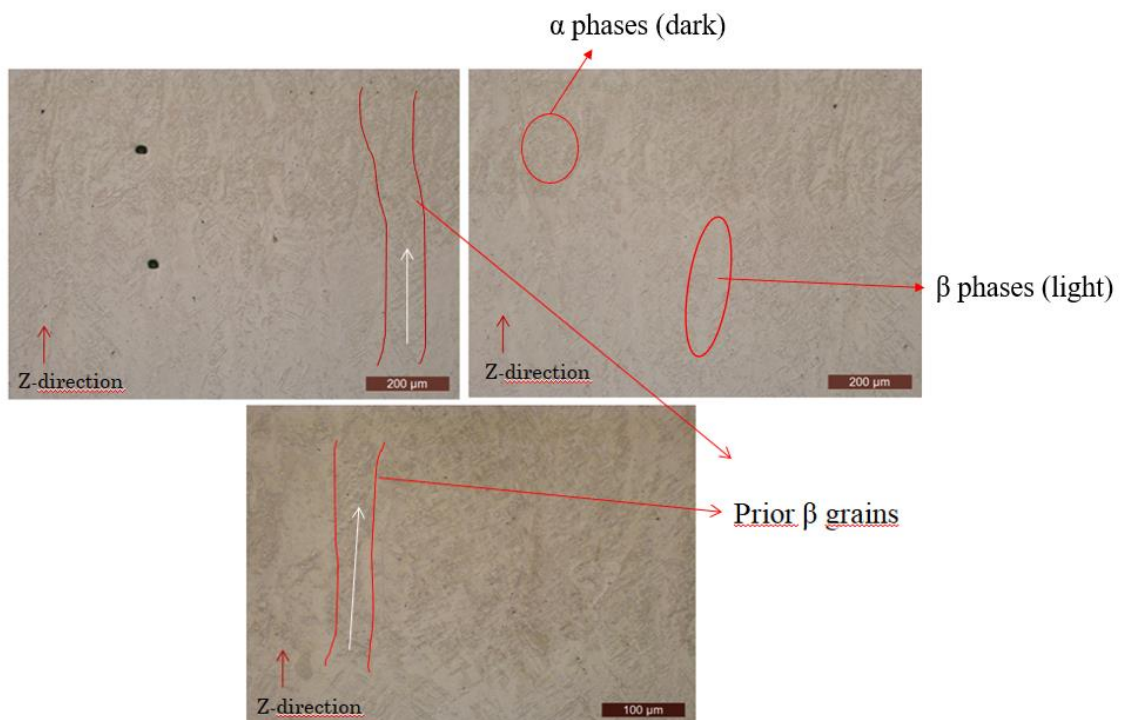 α phases (dark)
Z-direction
200 µm
Z-direction
200 µm
β phases (light)
Z-direction
100 µm
Prior β grains